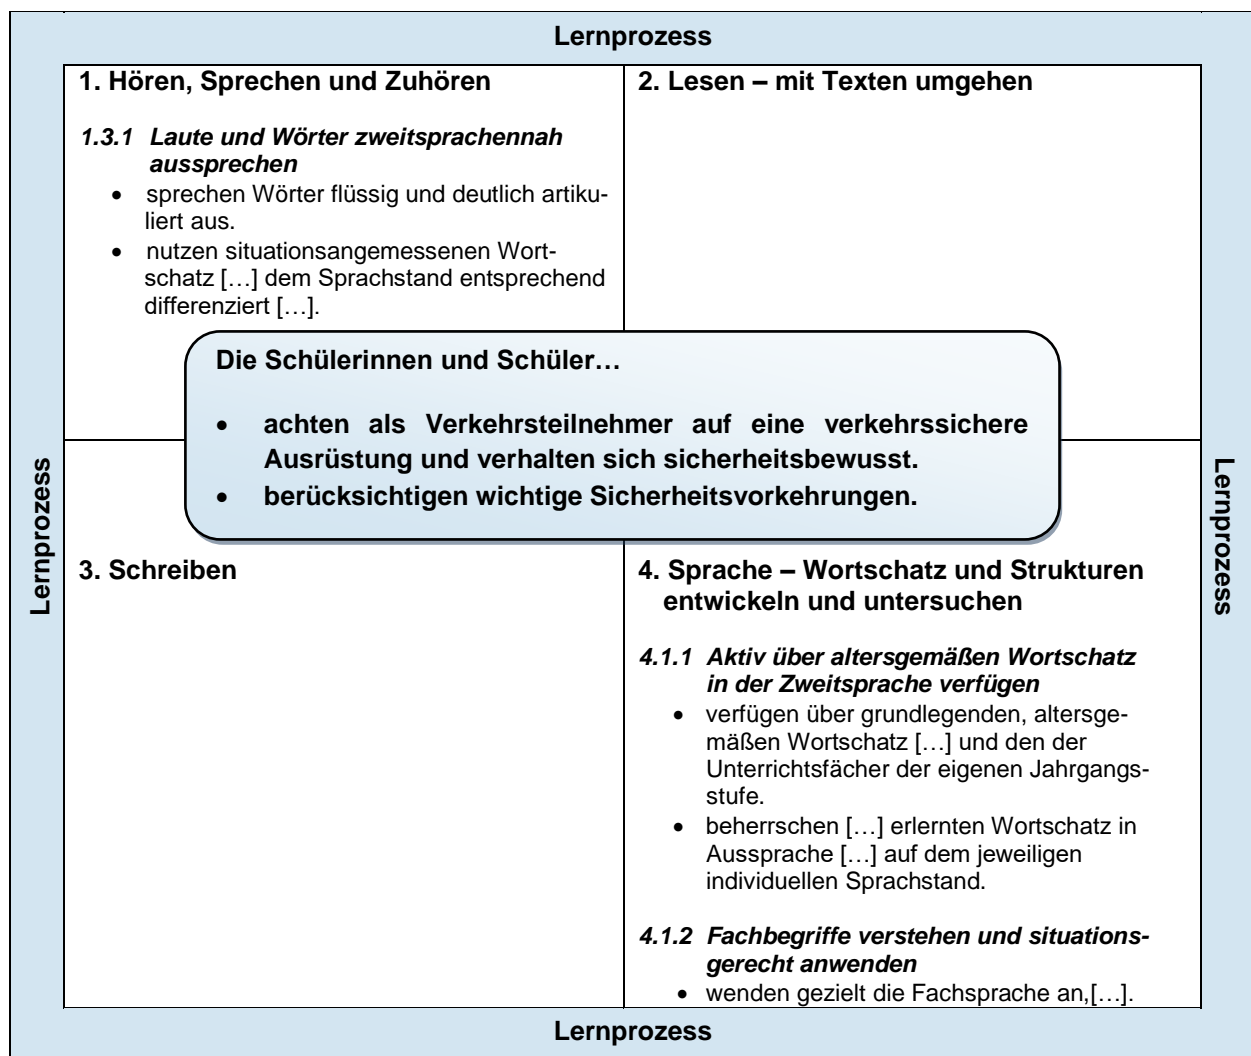 Lernprozess
1. Hören, Sprechen und Zuhören
1.3.1 Laute und Wörter zweitsprachennah
aussprechen
• sprechen Wörter flüssig und deutlich artiku-
liert aus.
• nutzen situationsangemessenen Wort-
schatz […] dem Sprachstand entsprechend
differenziert […].
2. Lesen – mit Texten umgehen
Die Schülerinnen und Schüler…
• achten als Verkehrsteilnehmer auf eine verkehrssichere
Ausrüstung und verhalten sich sicherheitsbewusst.
• berücksichtigen wichtige Sicherheitsvorkehrungen.
Lernprozess
Lernprozess
3. Schreiben
4. Sprache – Wortschatz und Strukturen
entwickeln und untersuchen
4.1.1 Aktiv über altersgemäßen Wortschatz
in der Zweitsprache verfügen
• verfügen über grundlegenden, altersge-
mäßen Wortschatz […] und den der
Unterrichtsfächer der eigenen Jahrgangs-
stufe.
• beherrschen […] erlernten Wortschatz in
Aussprache […] auf dem jeweiligen
individuellen Sprachstand.
4.1.2 Fachbegriffe verstehen und situations-
gerecht anwenden
• wenden gezielt die Fachsprache an,[…].
Lernprozess